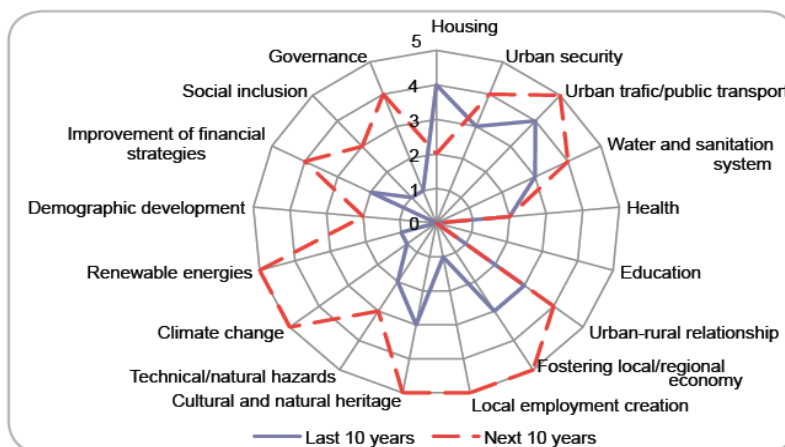 Housing
Urban security
Urban trafic/public transport
Water and sanitation
system
Health
Education
Urban-rural relationship
Fostering local/regional
economy
Local employment creation
Cultural and natural heritage
Technical/natural hazards
Climate change
Renewable energies
Demographic development
Improvement of financial
strategies
Social inclusion
Governance
5
4
3
2
1
0
Last 10 years
Next 10 years